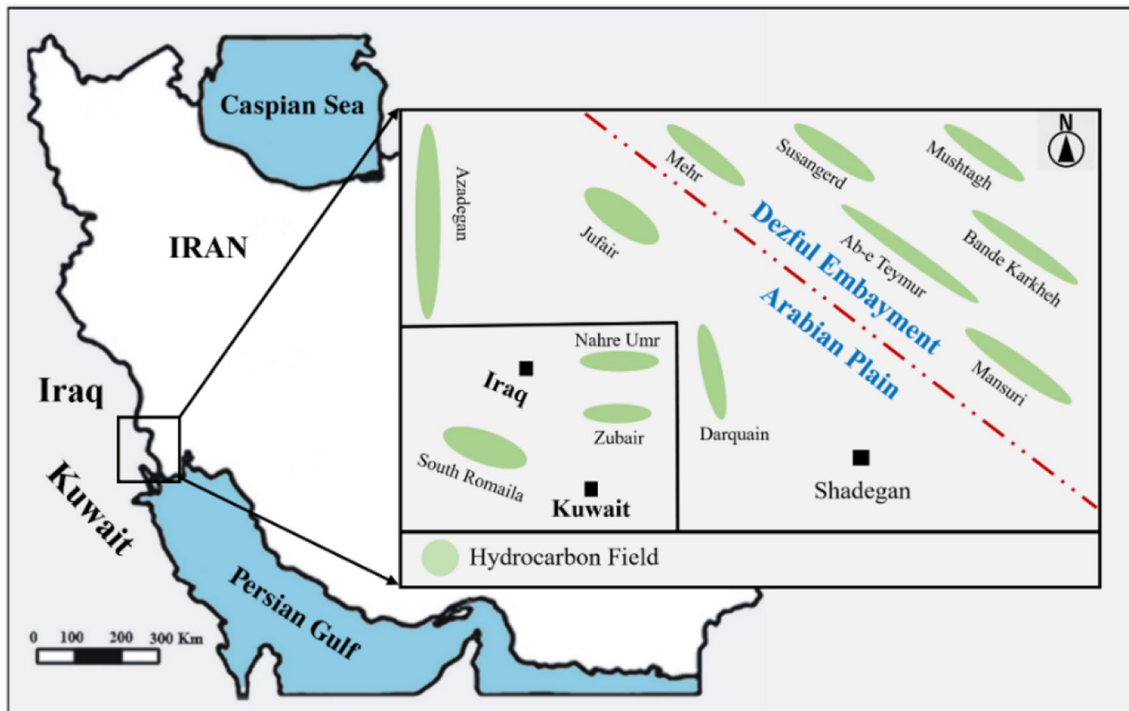 Caspian Sea
IRAN
Iraq
Kuwait
Persian Gulf
0 100 200 300 Km
N
Azadegan
Mehr
Susangerd
Mushtagh
Jufair
Ab-e Teymur
Bande Karkheh
Dezful Embayment
Arabian Plain
Mansuri
Nahre Umr
Iraq
Zubair
South Romaila
Kuwait
Darquain
Shadegan
Hydrocarbon Field